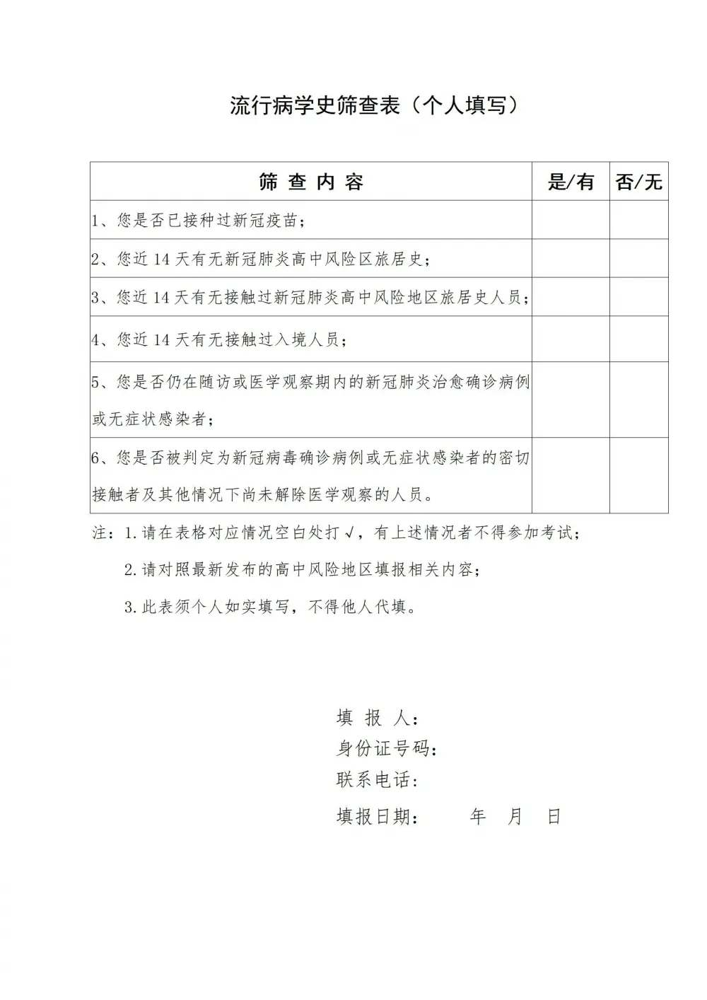 流行病学史筛查表（个人填写）
筛 查 内 容 是/有 否/无
1、您是否已接种过新冠疫苗；
2、您近 14 天有无新冠肺炎高中风险区旅居史；
3、您近 14 天有无接触过新冠肺炎高中风险地区旅居史人员；
4、您近 14 天有无接触过入境人员；
5、您是否仍在随访或医学观察期内的新冠肺炎治愈确诊病例
或无症状感染者；
6、您是否被判定为新冠病毒确诊病例或无症状感染者的密切
接触者及其他情况下尚未解除医学观察的人员。
注：1.请在表格对应情况空白处打√，有上述情况者不得参加考试；
2.请对照最新发布的高中风险地区填报相关内容；
3.此表须个人如实填写，不得他人代填。
填 报 人：
身份证号码：
联系电话：
填报日期： 年 月 日